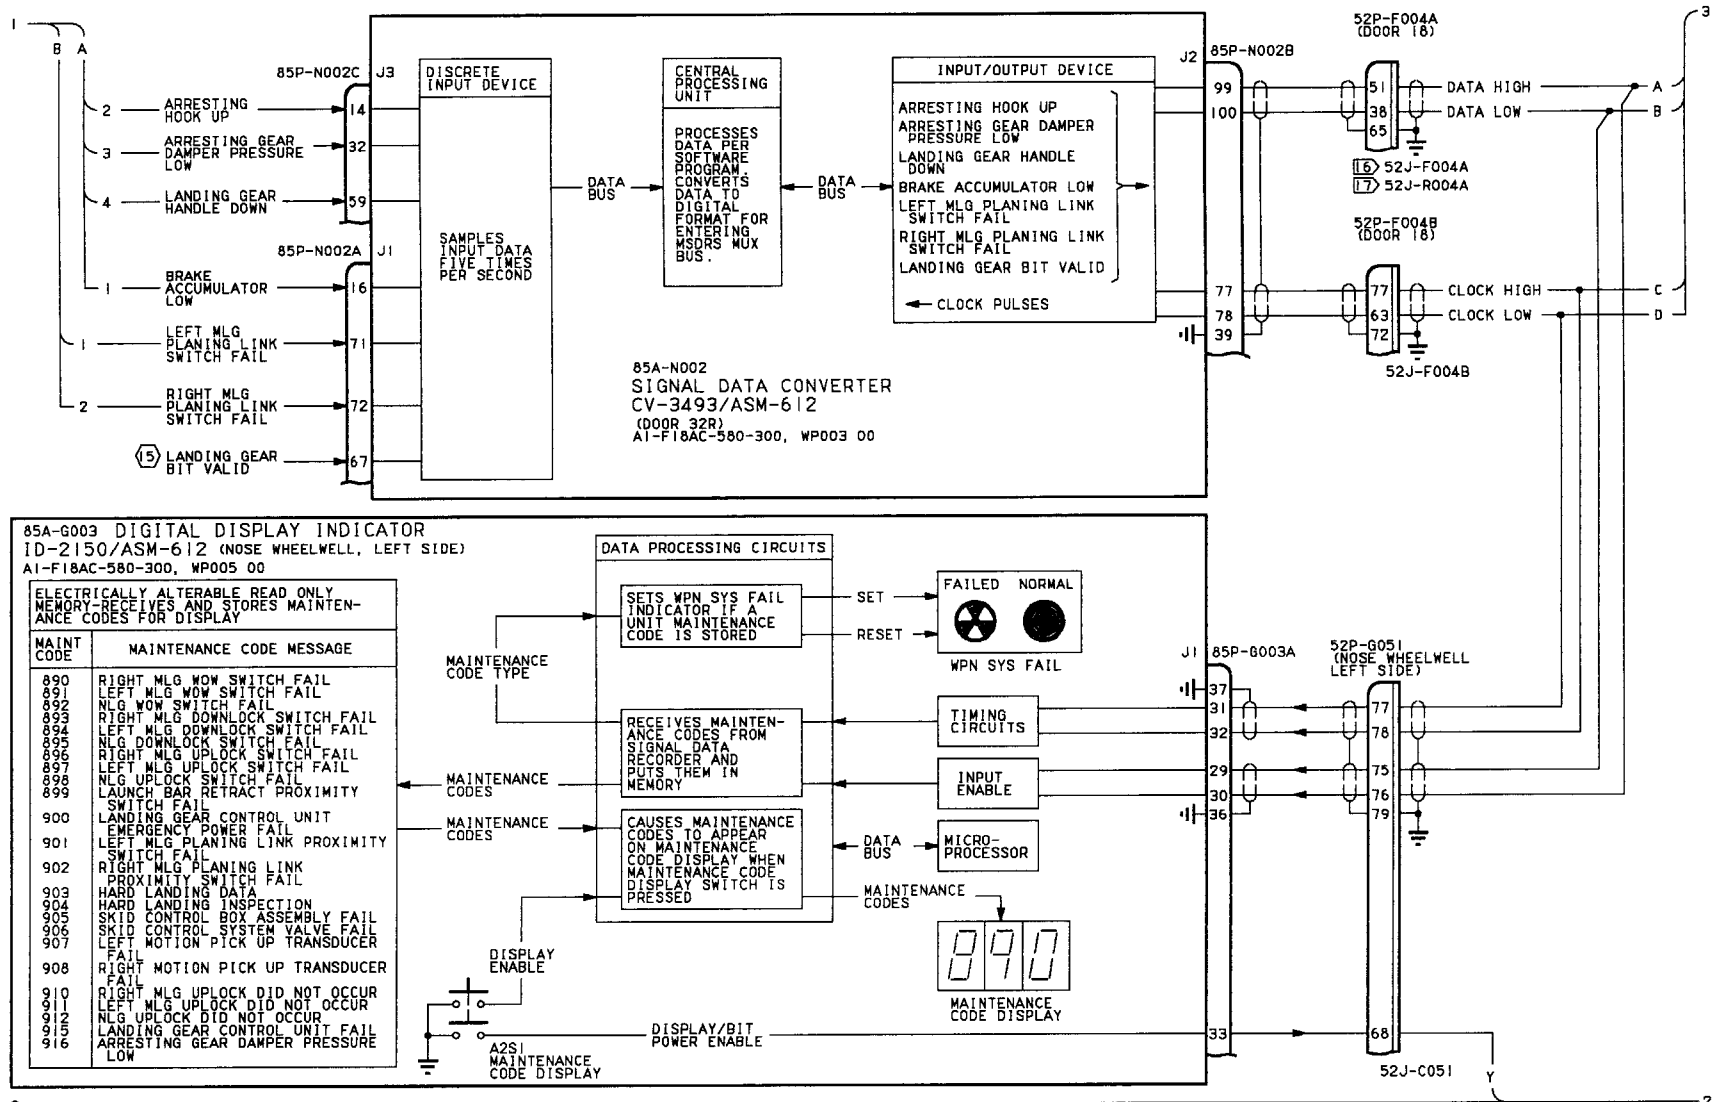 1
B A
2 ARRESTING HOOK UP
3 ARRESTING GEAR DAMPER PRESSURE LOW
4 LANDING GEAR HANDLE DOWN
85P-N002C J3
14
32
59
85P-N002A J1
1 BRAKE ACCUMULATOR LOW
16
1 LEFT MLG PLANING LINK SWITCH FAIL
71
2 RIGHT MLG PLANING LINK SWITCH FAIL
72
15 LANDING GEAR BIT VALID
67
DISCRETE
INPUT DEVICE
SAMPLES
INPUT DATA
FIVE TIMES
PER SECOND
DATA
BUS
CENTRAL
PROCESSING
UNIT
PROCESSES
DATA PER
SOFTWARE
PROGRAM.
CONVERTS
DATA TO
DIGITAL
FORMAT FOR
ENTERING
MSDRS MUX
BUS.
DATA
BUS
INPUT/OUTPUT DEVICE
ARRESTING HOOK UP
ARRESTING GEAR DAMPER
PRESSURE LOW
LANDING GEAR HANDLE
DOWN
BRAKE ACCUMULATOR LOW
LEFT MLG PLANING LINK
SWITCH FAIL
RIGHT MLG PLANING LINK
SWITCH FAIL
LANDING GEAR BIT VALID
CLOCK PULSES
85A-N002
SIGNAL DATA CONVERTER
CV-3493/ASM-612
(DOOR 32R)
A1-F18AC-580-300, WP003 00
J2 85P-N002B
99
100
77
78
39
52P-F004A
(DOOR 18)
51 DATA HIGH A
38 DATA LOW B
65
16 52J-F004A
17 52J-R004A
52P-F004B
(DOOR 18)
77 CLOCK HIGH C
63 CLOCK LOW D
72
52J-F004B
3
85A-G003 DIGITAL DISPLAY INDICATOR
ID-2150/ASM-612 (NOSE WHEELWELL, LEFT SIDE)
A1-F18AC-580-300, WP005 00
ELECTRICALLY ALTERABLE READ ONLY
MEMORY-RECEIVES AND STORES MAINTEN-
ANCE CODES FOR DISPLAY
MAINT
CODE
MAINTENANCE CODE MESSAGE
890 RIGHT MLG WOW SWITCH FAIL
891 LEFT MLG WOW SWITCH FAIL
892 NLG WOW SWITCH FAIL
893 RIGHT MLG DOWNLOCK SWITCH FAIL
894 LEFT MLG DOWNLOCK SWITCH FAIL
895 NLG DOWNLOCK SWITCH FAIL
896 RIGHT MLG UPLOCK SWITCH FAIL
897 LEFT MLG UPLOCK SWITCH FAIL
898 NLG UPLOCK SWITCH FAIL
899 LAUNCH BAR RETRACT PROXIMITY
SWITCH FAIL
900 LANDING GEAR CONTROL UNIT
EMERGENCY POWER FAIL
901 LEFT MLG PLANING LINK PROXIMITY
SWITCH FAIL
902 RIGHT MLG PLANING LINK
PROXIMITY SWITCH FAIL
903 HARD LANDING DATA
904 HARD LANDING INSPECTION
905 SKID CONTROL BOX ASSEMBLY FAIL
906 SKID CONTROL SYSTEM VALVE FAIL
907 LEFT MOTION PICK UP TRANSDUCER
FAIL
908 RIGHT MOTION PICK UP TRANSDUCER
FAIL
910 RIGHT MLG UPLOCK DID NOT OCCUR
911 LEFT MLG UPLOCK DID NOT OCCUR
912 NLG UPLOCK DID NOT OCCUR
915 LANDING GEAR CONTROL UNIT FAIL
916 ARRESTING GEAR DAMPER PRESSURE
LOW
MAINTENANCE
CODE TYPE
MAINTENANCE
CODES
MAINTENANCE
CODES
DISPLAY
ENABLE
DATA PROCESSING CIRCUITS
SETS WPN SYS FAIL
INDICATOR IF A
UNIT MAINTENANCE
CODE IS STORED
RECEIVES MAINTEN-
ANCE CODES FROM
SIGNAL DATA
RECORDER AND
PUTS THEM IN
MEMORY
CAUSES MAINTENANCE
CODES TO APPEAR
ON MAINTENANCE
CODE DISPLAY WHEN
MAINTENANCE CODE
DISPLAY SWITCH IS
PRESSED
SET
RESET
FAILED NORMAL
WPN SYS FAIL
TIMING
CIRCUITS
INPUT
ENABLE
DATA
BUS
MICRO-
PROCESSOR
MAINTENANCE
CODES
890
MAINTENANCE
CODE DISPLAY
DISPLAY/BIT
POWER ENABLE
A2S1
MAINTENANCE
CODE DISPLAY
J1 85P-G003A
37
31
32
29
30
36
33
52P-G051
(NOSE WHEELWELL
LEFT SIDE)
77
78
75
76
79
68
52J-C051
Y